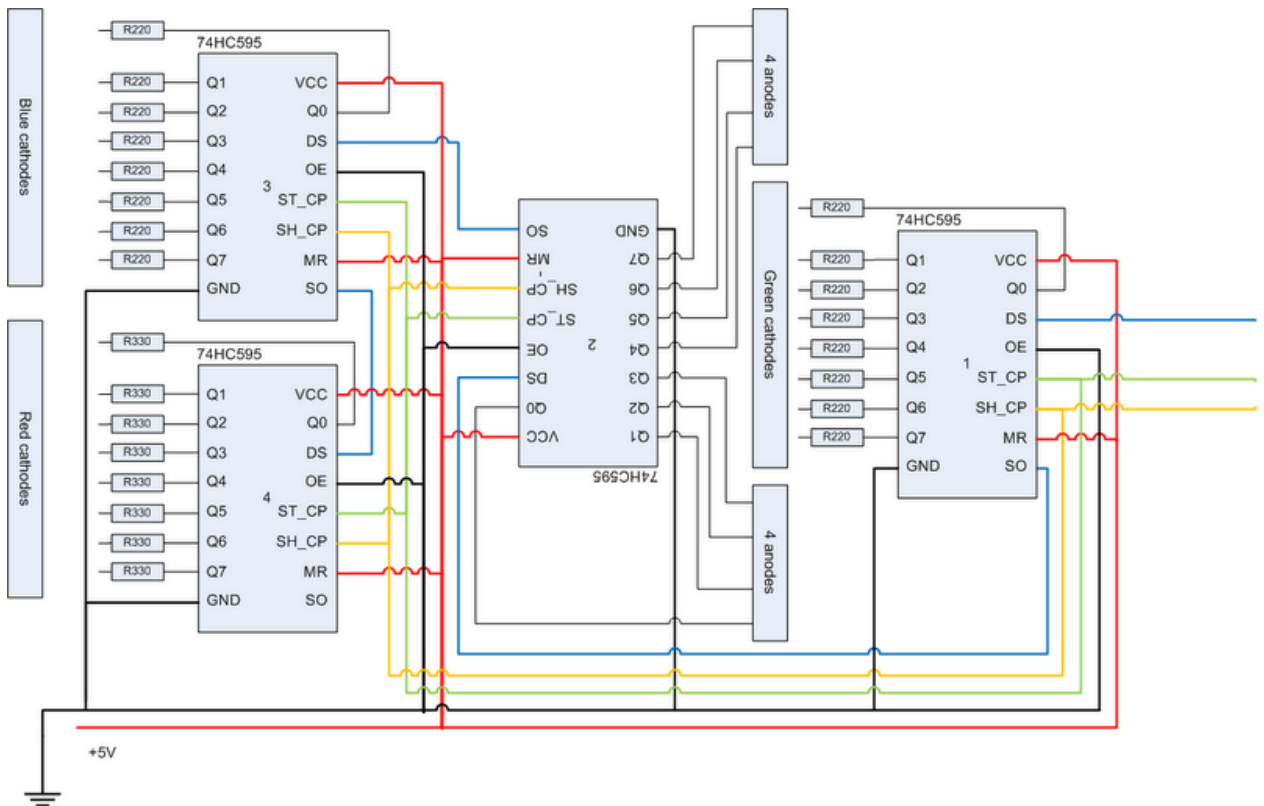 Blue cathodes
R220
74HC595
R220 Q1 VCC
R220 Q2 Q0
R220 Q3 DS
R220 Q4 OE
3
R220 Q5 ST_CP
R220 Q6 SH_CP
R220 Q7 MR
GND SO
Red cathodes
R330
74HC595
R330 Q1 VCC
R330 Q2 Q0
R330 Q3 DS
R330 Q4 OE
4
R330 Q5 ST_CP
R330 Q6 SH_CP
R330 Q7 MR
GND SO
SO GND
MR Q7
SH_CP Q6
ST_CP Q5
2
OE Q4
DS Q3
Q0 Q2
VCC Q1
74HC595
4 anodes
Green cathodes
4 anodes
R220
74HC595
R220 Q1 VCC
R220 Q2 Q0
R220 Q3 DS
R220 Q4 OE
1
R220 Q5 ST_CP
R220 Q6 SH_CP
R220 Q7 MR
GND SO
+5V